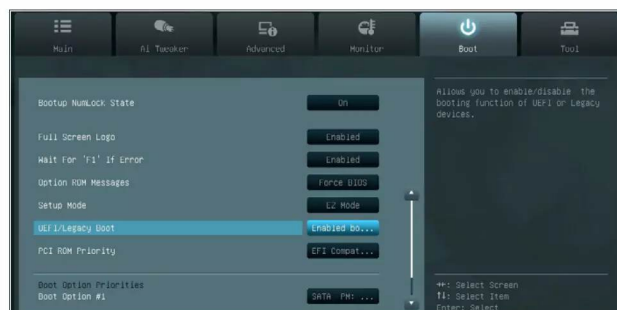 Main Ai Tweaker Advanced Monitor Boot Tool
Allows you to enable/disable the
booting function of UEFI or Legacy
devices.
Bootup NumLock State On
Full Screen Logo Enabled
Wait For 'F1' If Error Enabled
Option ROM Messages Force BIOS
Setup Mode EZ Mode
UEFI/Legacy Boot Enabled bo...
PCI ROM Priority EFI Compat...
Boot Option Priorities
Boot Option #1 SATA PM: ...
→←: Select Screen
↑↓: Select Item
Enter: Select